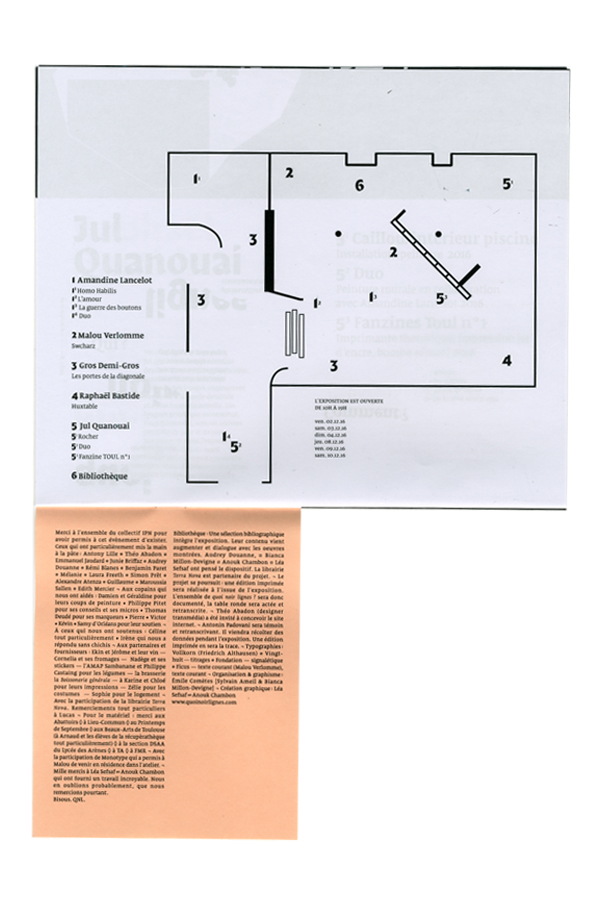 1¹
2
6
5¹
3
2
3
1²
1³
5³
3
4
1⁴
5²
Jul
Quanouai
1 Amandine Lancelot
1¹ Homo Habilis
1² L'amour
1³ La guerre des boutons
1⁴ Duo
2 Malou Verlomme
Swcharz
3 Gros Demi-Gros
Les portes de la diagonale
4 Raphaël Bastide
Huxtable
5 Jul Quanouai
5¹ Rocher
5² Duo
5³ Fanzine TOUL n°1
6 Bibliothèque
L'EXPOSITION EST OUVERTE
DE 10H À 19H
ven. 02.12.16
sam. 03.12.16
dim. 04.12.16
jeu. 08.12.16
ven. 09.12.16
sam. 10.12.16
Merci à l'ensemble du collectif IPN pour
avoir permis à cet évènement d'exister.
Ceux qui ont particulièrement mis la main
à la pâte : Antony Lille + Théo Abadon +
Emmanuel Jaodard + Junie Briffaz + Audrey
Douanne + Rémi Blanes + Benjamin Paret
+ Mélanie + Laura Freeth + Simon Prêt +
Alexandre Atenza + Guillaume + Maroussia
Sallen + Edith Mercier ¬ Aux copains qui
nous ont aidés : Damien et Géraldine pour
leurs coups de peinture + Philippe Pitet
pour ses conseils et ses micros + Thomas
Deudé pour ses marqueurs + Pierre + Victor
+ Kévin + Samy d'Orlans pour leur soutien ¬
À ceux qui nous ont soutenus : Céline
tout particulièrement + Irène qui nous a
répondu sans chichis ¬ Aux partenaires et
fournisseurs : Ekin et Jérôme et leur vin —
Cornelia et ses fromages — Nadège et ses
stickers — l'AMAP Sambutane et Philippe
Castaing pour les légumes — la brasserie
la Raisonnerie générale — à Karine et Chloé
pour leurs impressions — Zélie pour les
costumes — Sophie pour le logement ¬
Avec la participation de la librairie Terra
Nova. Remerciements tout particuliers
à Lucas ¬ Pour le matériel : merci aux
Abattoirs () à Lieu-Commun () au Printemps
de Septembre () aux Beaux-Arts de Toulouse
(à Arnaud et les élèves de la récupérathèque
tout particulièrement) () à la section DSAA
du Lycée des Arènes () à TA () à FMR ¬ Avec
la participation de Monotype qui a permis à
Malou de venir en résidence dans l'atelier. ¬
Mille mercis à Léa Sefsaf = Anouk Chambon
qui ont fourni un travail incroyable. Nous
en oublions probablement, que nous
remercions pourtant.
Bisous. QNL.
Bibliothèque : Une sélection bibliographique
intègre l'exposition. Leur contenu vient
augmenter et dialogue avec les oeuvres
montrées. Audrey Douanne, + Bianca
Millon-Devigne + Anouk Chambon + Léa
Sefsaf ont pensé le dispositif. La librairie
Terra Nova est partenaire du projet. ¬ Le
projet se poursuit : une édition imprimée
sera réalisée à l'issue de l'exposition.
L'ensemble de quoi noir lignes ? sera donc
documenté, la table ronde sera actée et
retranscrite. ¬ Théo Abadon (designer
transmédia) a été invité à concevoir le site
internet. ¬ Antonin Padovani sera témoin
et retranscrivant. Il viendra récolter des
données pendant l'exposition. Une édition
imprimée en sera la trace. ¬ Typographies :
Vollkorn (Friedrich Althausen) + Vingt-
huit — titrages + Fondation — signalétique
+ Ficus — texte courant (Malou Verlomme),
texte courant ¬ Organisation & graphisme :
Émile Comètas [Sylvain Amell & Bianca
Millon-Devigne] ¬ Création graphique : Léa
Sefsaf = Anouk Chambon
www.quoinoirlignes.com